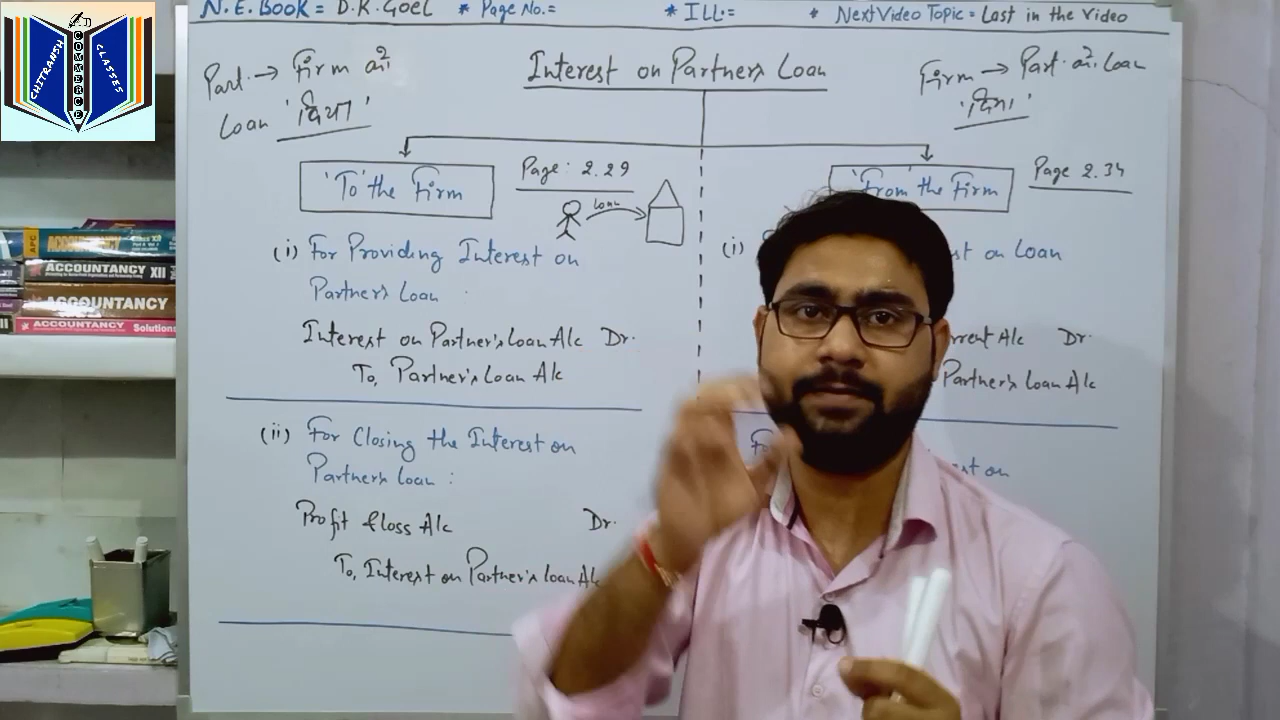 N.E. BOOK = D.K. GOEL * Page No.= * ILL.= * Next Video Topic = Last in the Video
CHITRANSH COMMERCE CLASSES
Part. → Firm को
Loan 'दिया'
Interest on Partner's Loan
Firm → Part. को Loan
'दिया'
'To' the Firm
Page: 2.29
'From' the Firm
Page 2.34
Loan
(i) For Providing Interest on
Partner's Loan
Interest on Partner's Loan A/c Dr.
To, Partner's Loan A/c
(ii) For Closing the Interest on
Partner's Loan :
Profit & Loss A/c Dr.
To, Interest on Partner's Loan A/c
(i)
on Loan
A/c Dr.
Partner's Loan A/c
on
ACCOUNTANCY
ACCOUNTANCY XII
ACCOUNTANCY
ACCOUNTANCY Solutions